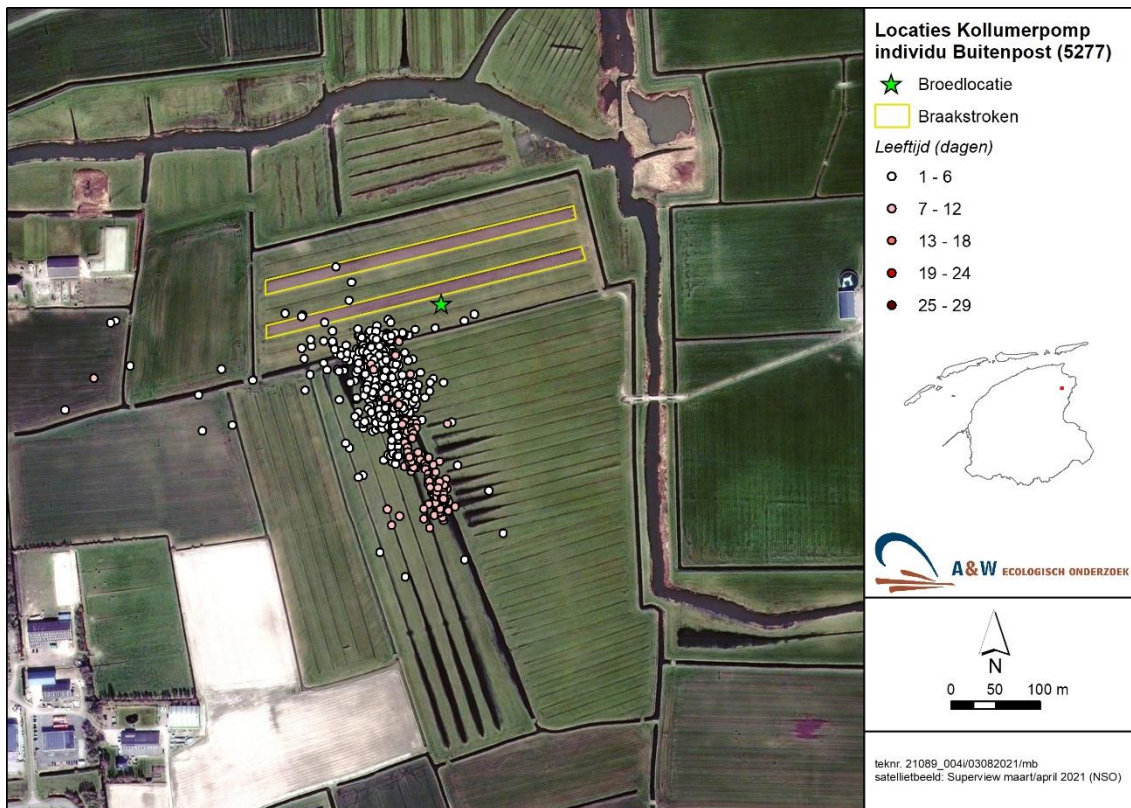 Locaties Kollumerpomp
individu Buitenpost (5277)
Broedlocatie
Braakstroken
Leeftijd (dagen)
1 - 6
7 - 12
13 - 18
19 - 24
25 - 29
A&W ECOLOGISCH ONDERZOEK
N
0 50 100 m
teknr. 21089_004i/03082021/mb
satellietbeeld: Superview maart/april 2021 (NSO)